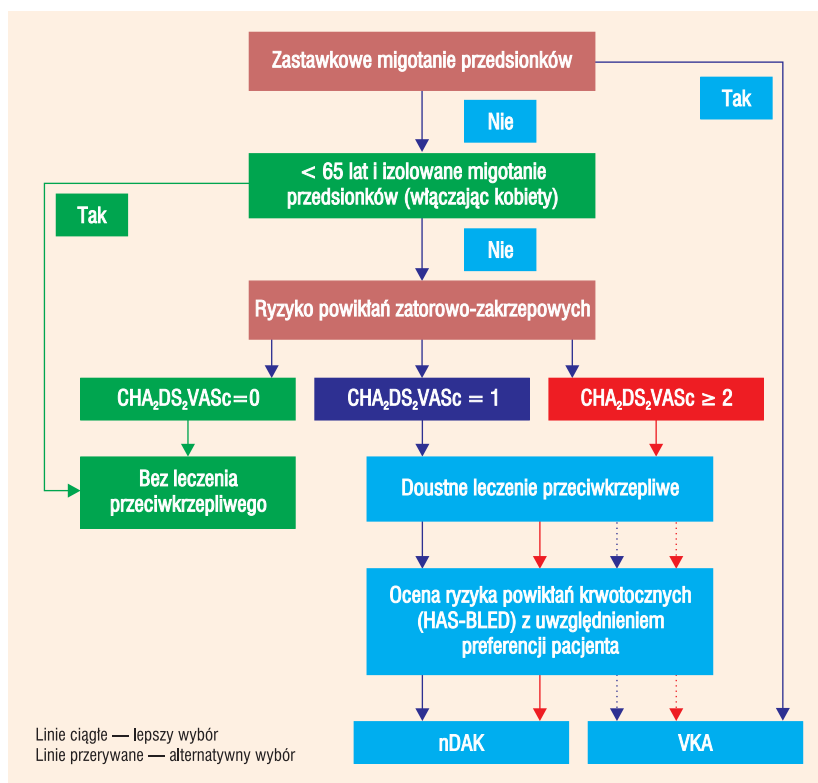 Zastawkowe migotanie przedsionków
Tak
Nie
< 65 lat i izolowane migotanie
przedsionków (włączając kobiety)
Tak
Nie
Ryzyko powikłań zatorowo-zakrzepowych
CHA₂DS₂VASc=0
CHA₂DS₂VASc = 1
CHA₂DS₂VASc ≥ 2
Bez leczenia
przeciwkrzepliwego
Doustne leczenie przeciwkrzepliwe
Ocena ryzyka powikłań krwotocznych
(HAS-BLED) z uwzględnieniem
preferencji pacjenta
Linie ciągłe — lepszy wybór
Linie przerywane — alternatywny wybór
nDAK
VKA